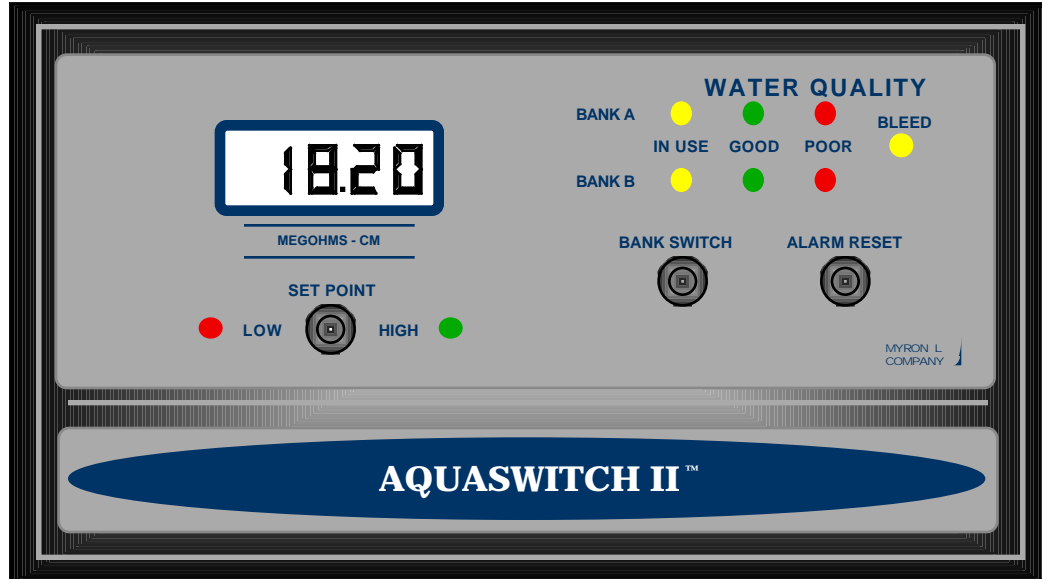 WATER QUALITY
BANK A
BLEED
IN USE GOOD POOR
BANK B
18.20
MEGOHMS - CM
BANK SWITCH ALARM RESET
SET POINT
LOW HIGH
MYRON L
COMPANY
AQUASWITCH II™